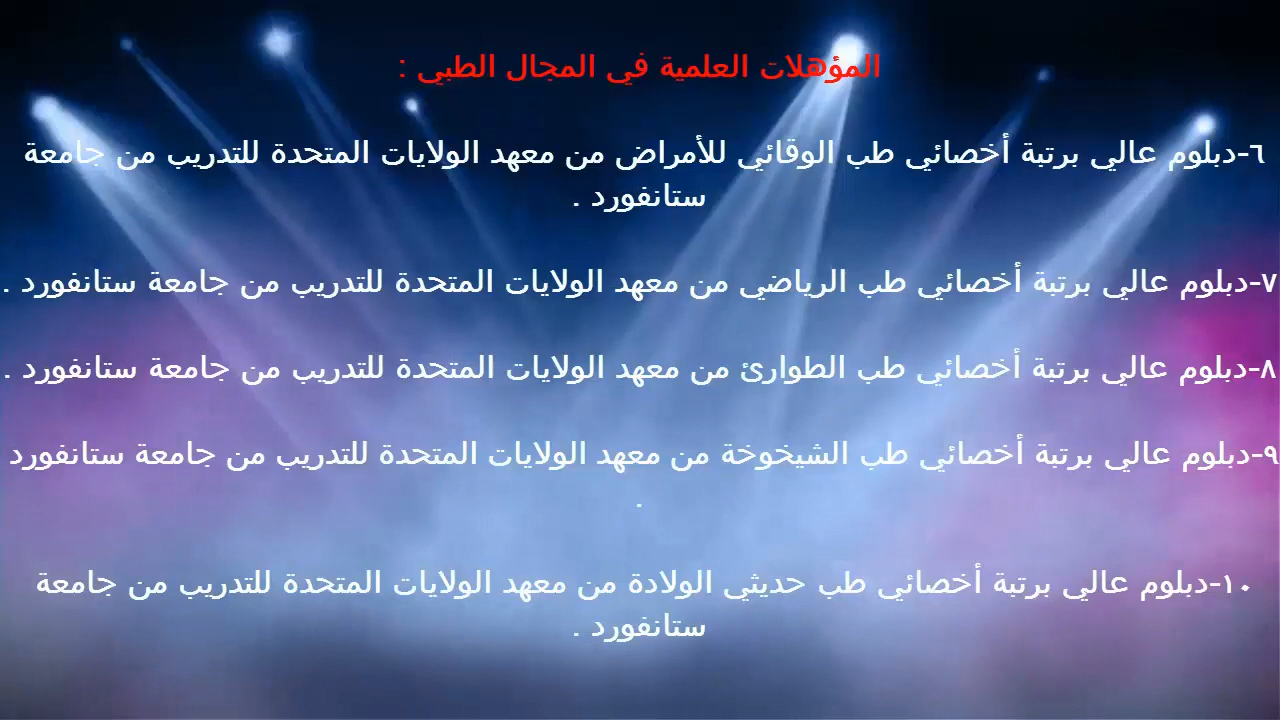 المؤهلات العلمية في المجال الطبي :
٦-دبلوم عالي برتبة أخصائي طب الوقائي للأمراض من معهد الولايات المتحدة للتدريب من جامعة
ستانفورد .
٧-دبلوم عالي برتبة أخصائي طب الرياضي من معهد الولايات المتحدة للتدريب من جامعة ستانفورد .
٨-دبلوم عالي برتبة أخصائي طب الطوارئ من معهد الولايات المتحدة للتدريب من جامعة ستانفورد .
٩-دبلوم عالي برتبة أخصائي طب الشيخوخة من معهد الولايات المتحدة للتدريب من جامعة ستانفورد
.
١٠-دبلوم عالي برتبة أخصائي طب حديثي الولادة من معهد الولايات المتحدة للتدريب من جامعة
ستانفورد .